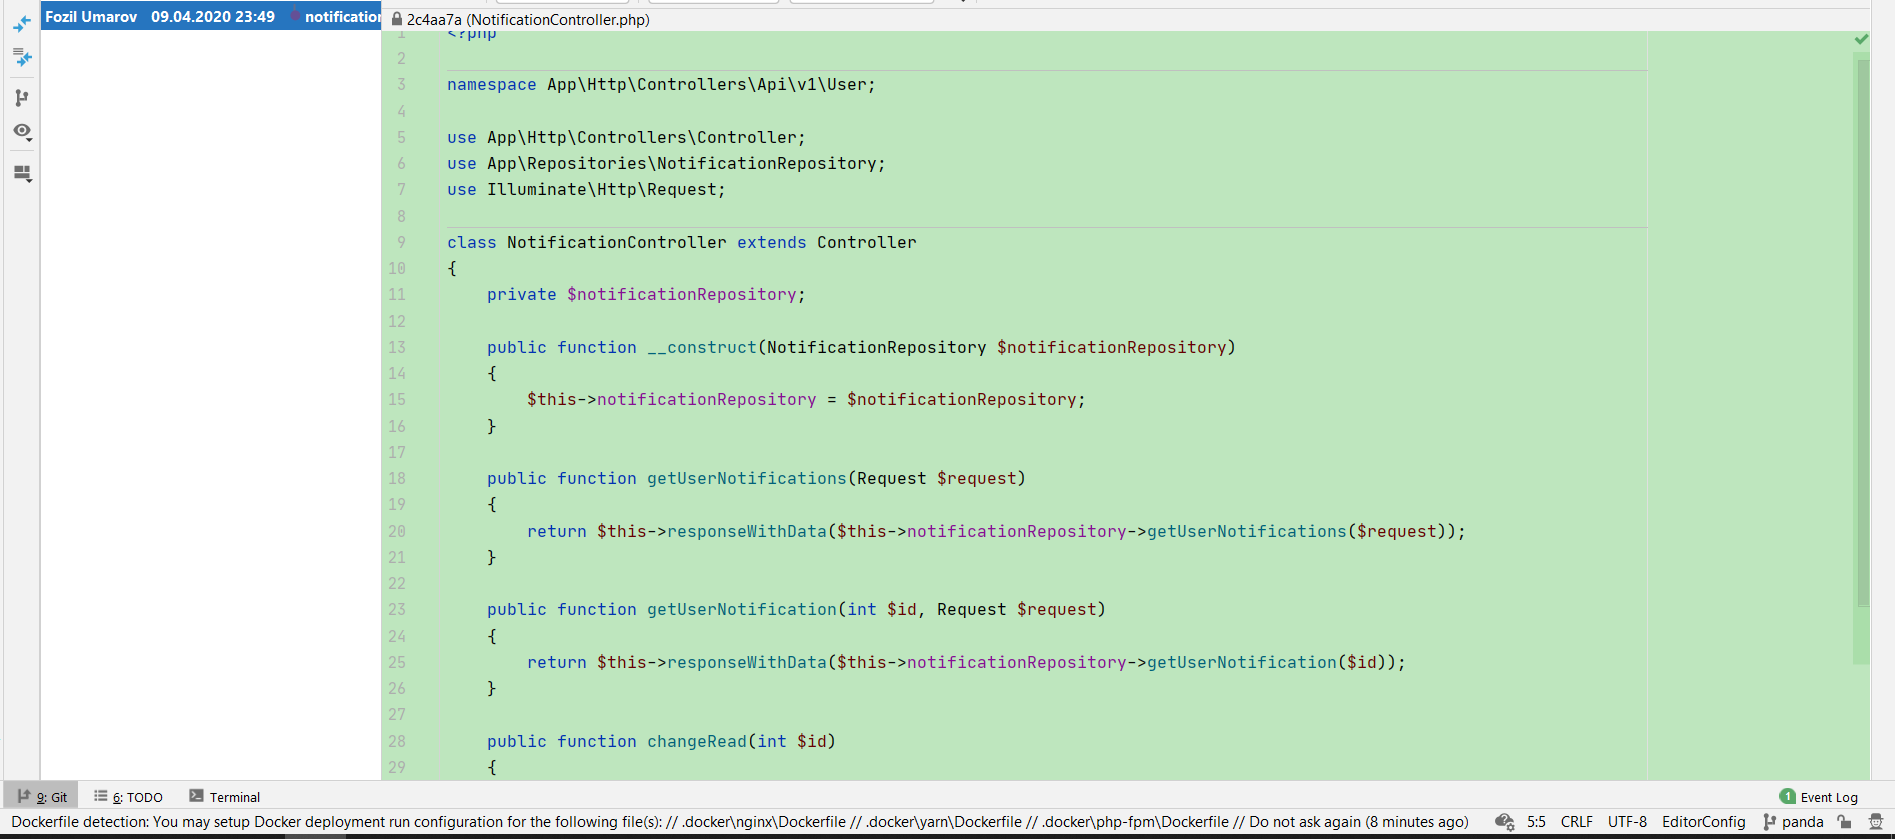 Fozil Umarov 09.04.2020 23:49 notification
2c4aa7a (NotificationController.php)
1 <?php
2
3 namespace App\Http\Controllers\Api\v1\User;
4
5 use App\Http\Controllers\Controller;
6 use App\Repositories\NotificationRepository;
7 use Illuminate\Http\Request;
8
9 class NotificationController extends Controller
10 {
11 private $notificationRepository;
12
13 public function __construct(NotificationRepository $notificationRepository)
14 {
15 $this->notificationRepository = $notificationRepository;
16 }
17
18 public function getUserNotifications(Request $request)
19 {
20 return $this->responseWithData($this->notificationRepository->getUserNotifications($request));
21 }
22
23 public function getUserNotification(int $id, Request $request)
24 {
25 return $this->responseWithData($this->notificationRepository->getUserNotification($id));
26 }
27
28 public function changeRead(int $id)
29 {
9: Git 6: TODO Terminal 1 Event Log
Dockerfile detection: You may setup Docker deployment run configuration for the following file(s): // .docker\nginx\Dockerfile // .docker\yarn\Dockerfile // .docker\php-fpm\Dockerfile // Do not ask again (8 minutes ago) 5:5 CRLF UTF-8 EditorConfig panda